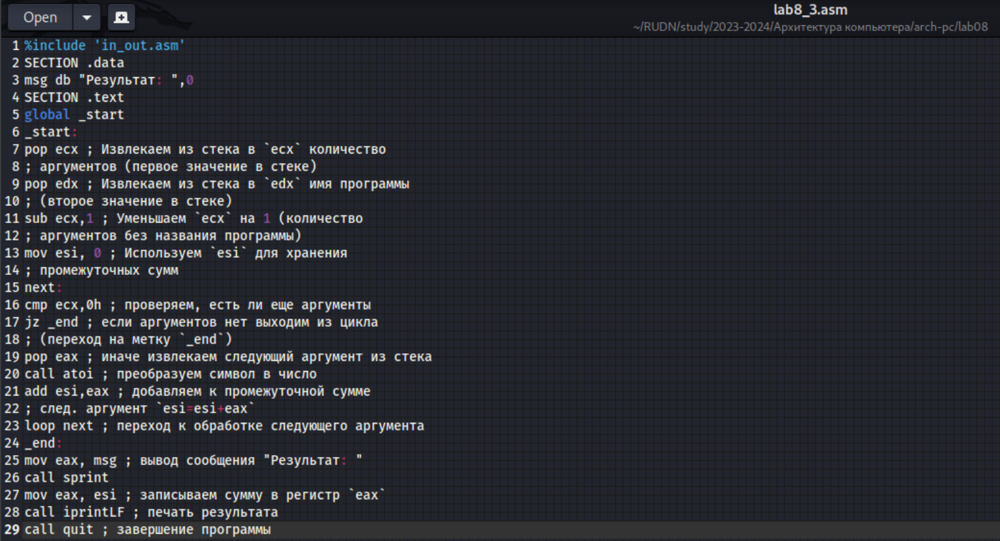 Open
lab8_3.asm
~/RUDN/study/2023-2024/Архитектура компьютера/arch-pc/lab08
1 %include 'in_out.asm'
2 SECTION .data
3 msg db "Результат: ",0
4 SECTION .text
5 global _start
6 _start:
7 pop ecx ; Извлекаем из стека в `ecx` количество
8 ; аргументов (первое значение в стеке)
9 pop edx ; Извлекаем из стека в `edx` имя программы
10 ; (второе значение в стеке)
11 sub ecx,1 ; Уменьшаем `ecx` на 1 (количество
12 ; аргументов без названия программы)
13 mov esi, 0 ; Используем `esi` для хранения
14 ; промежуточных сумм
15 next:
16 cmp ecx,0h ; проверяем, есть ли еще аргументы
17 jz _end ; если аргументов нет выходим из цикла
18 ; (переход на метку `_end`)
19 pop eax ; иначе извлекаем следующий аргумент из стека
20 call atoi ; преобразуем символ в число
21 add esi,eax ; добавляем к промежуточной сумме
22 ; след. аргумент `esi=esi+eax`
23 loop next ; переход к обработке следующего аргумента
24 _end:
25 mov eax, msg ; вывод сообщения "Результат: "
26 call sprint
27 mov eax, esi ; записываем сумму в регистр `eax`
28 call iprintLF ; печать результата
29 call quit ; завершение программы